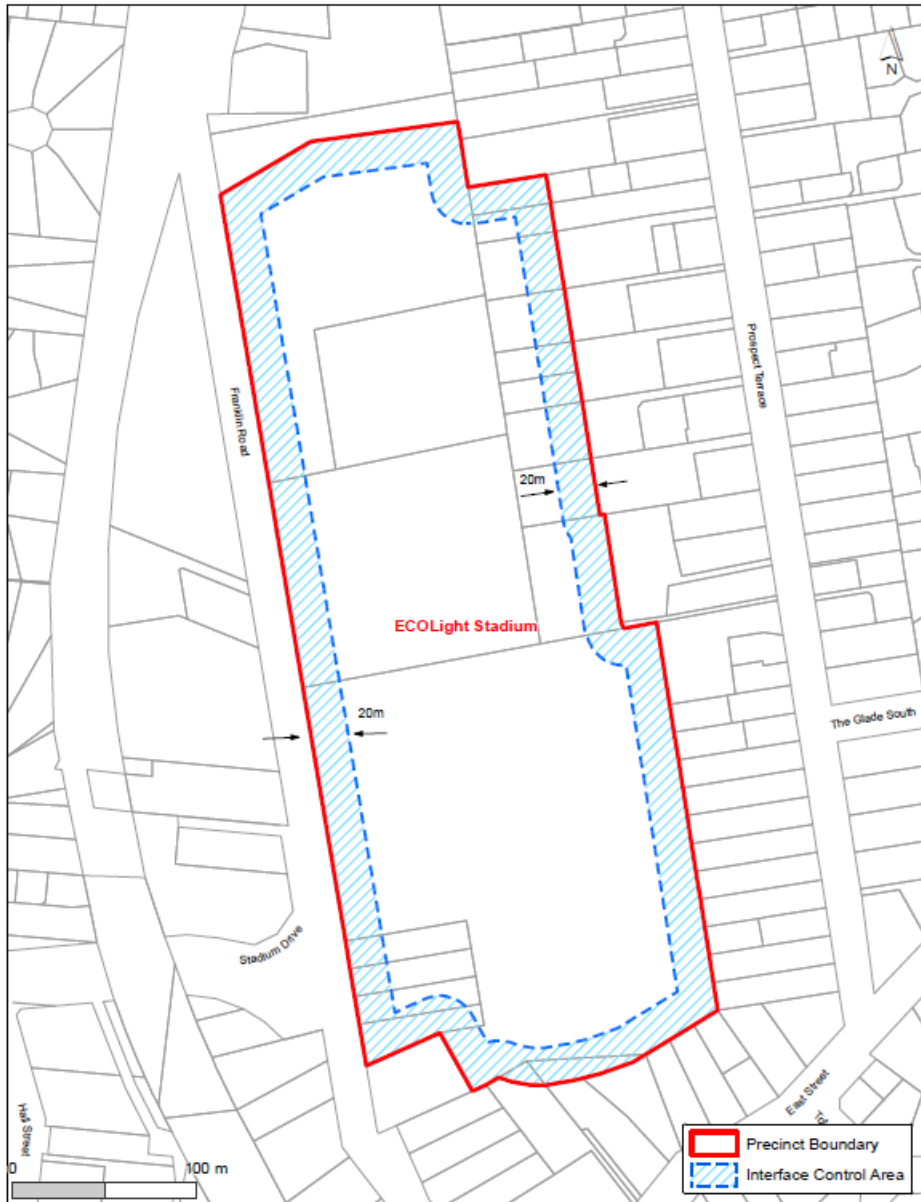 N
Prospect Terrace
Franklin Road
20m
ECOLight Stadium
20m
The Glade South
Stadium Drive
East Street
Hall Street
0
100 m
Precinct Boundary
Interface Control Area